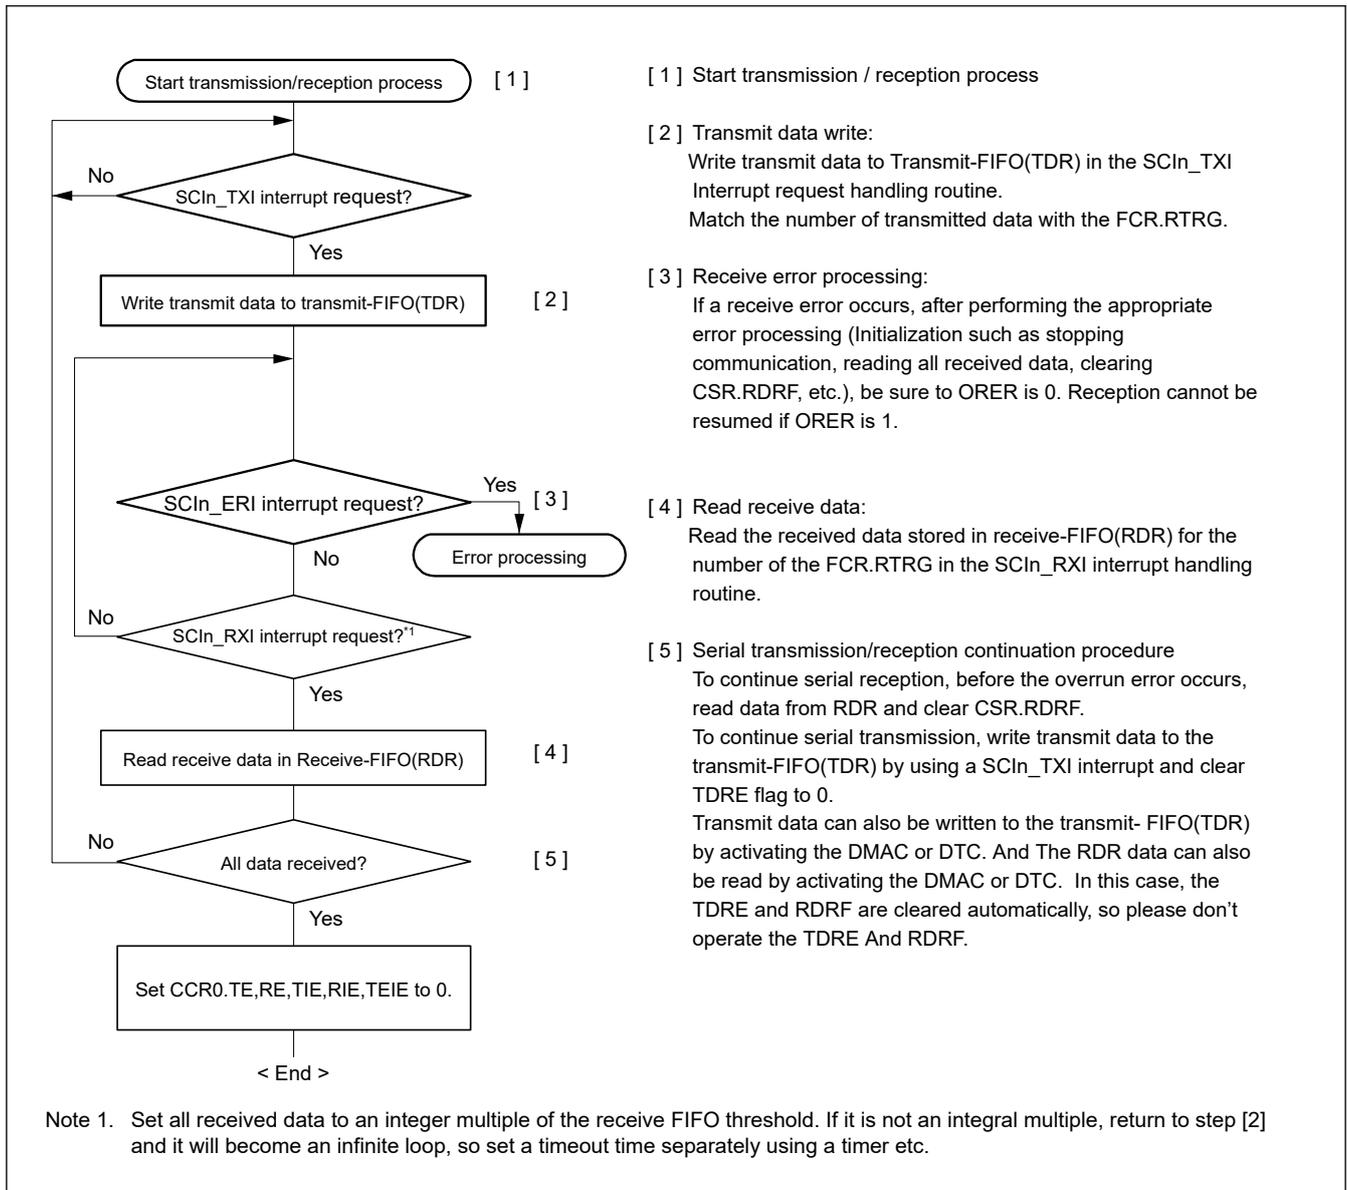 Start transmission/reception process
[ 1 ]
No
SCIn_TXI interrupt request?
Yes
Write transmit data to transmit-FIFO(TDR)
[ 2 ]
SCIn_ERI interrupt request?
Yes
[ 3 ]
Error processing
No
No
SCIn_RXI interrupt request?*1
Yes
Read receive data in Receive-FIFO(RDR)
[ 4 ]
No
All data received?
[ 5 ]
Yes
Set CCR0.TE,RE,TIE,RIE,TEIE to 0.
< End >
[ 1 ] Start transmission / reception process
[ 2 ] Transmit data write:
Write transmit data to Transmit-FIFO(TDR) in the SCIn_TXI
Interrupt request handling routine.
Match the number of transmitted data with the FCR.RTRG.
[ 3 ] Receive error processing:
If a receive error occurs, after performing the appropriate
error processing (Initialization such as stopping
communication, reading all received data, clearing
CSR.RDRF, etc.), be sure to ORER is 0. Reception cannot be
resumed if ORER is 1.
[ 4 ] Read receive data:
Read the received data stored in receive-FIFO(RDR) for the
number of the FCR.RTRG in the SCIn_RXI interrupt handling
routine.
[ 5 ] Serial transmission/reception continuation procedure
To continue serial reception, before the overrun error occurs,
read data from RDR and clear CSR.RDRF.
To continue serial transmission, write transmit data to the
transmit-FIFO(TDR) by using a SCIn_TXI interrupt and clear
TDRE flag to 0.
Transmit data can also be written to the transmit- FIFO(TDR)
by activating the DMAC or DTC. And The RDR data can also
be read by activating the DMAC or DTC.  In this case, the
TDRE and RDRF are cleared automatically, so please don't
operate the TDRE And RDRF.
Note 1. Set all received data to an integer multiple of the receive FIFO threshold. If it is not an integral multiple, return to step [2]
and it will become an infinite loop, so set a timeout time separately using a timer etc.